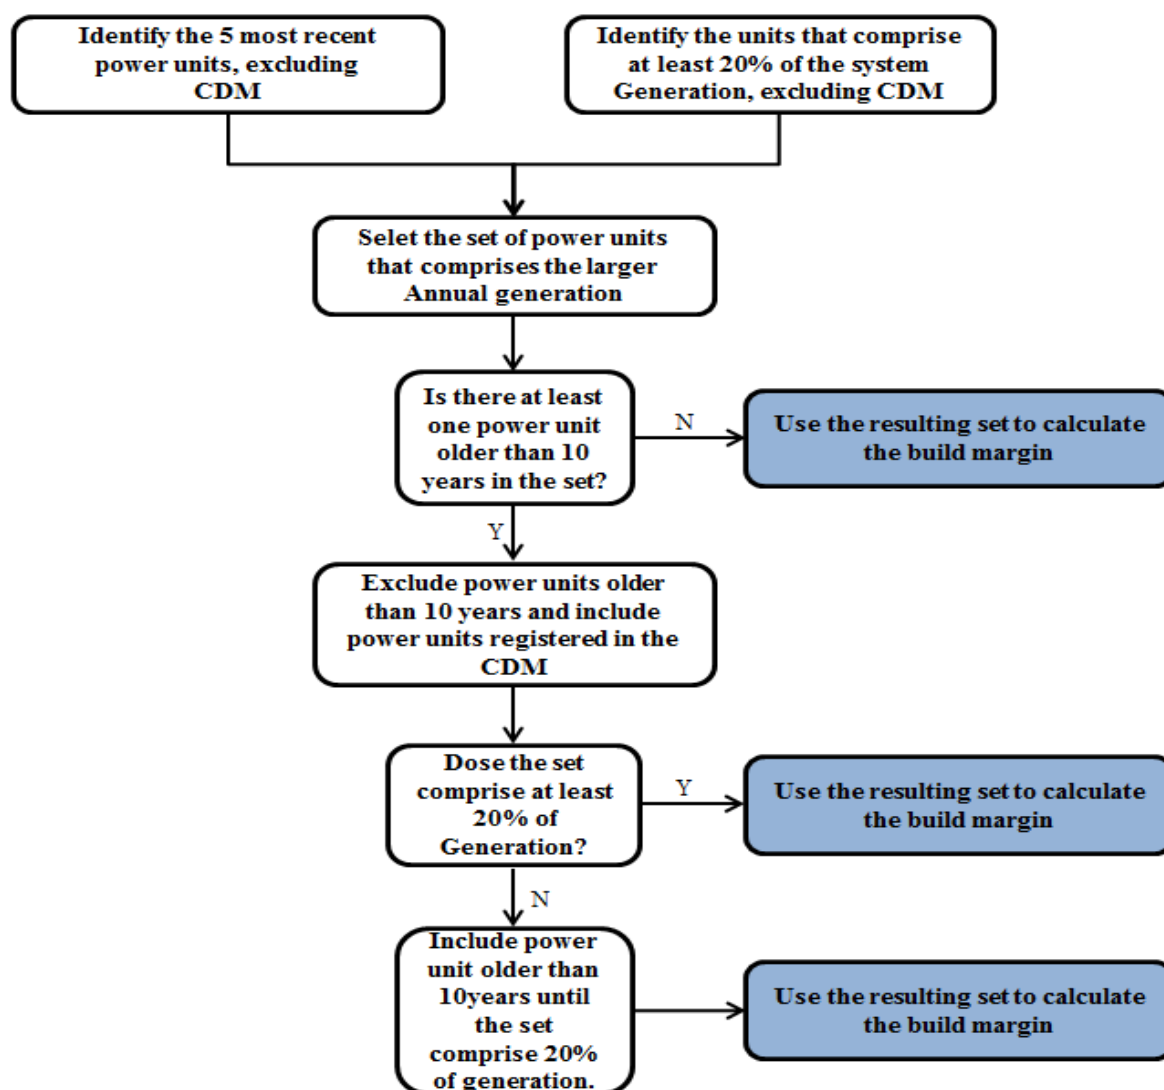 Identify the 5 most recent
power units, excluding
CDM
Identify the units that comprise
at least 20% of the system
Generation, excluding CDM
Selet the set of power units
that comprises the larger
Annual generation
Is there at least
one power unit
older than 10
years in the set?
N
Use the resulting set to calculate
the build margin
Y
Exclude power units older
than 10 years and include
power units registered in the
CDM
Dose the set
comprise at least
20% of
Generation?
Y
Use the resulting set to calculate
the build margin
N
Include power
unit older than
10years until
the set
comprise 20%
of generation.
Use the resulting set to calculate
the build margin